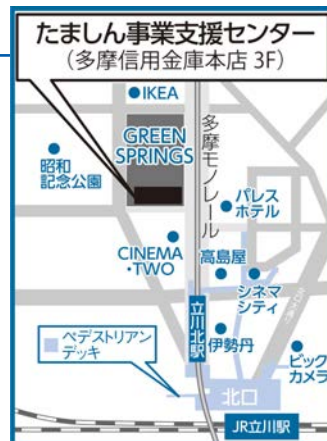 たましん事業支援センター
(多摩信用金庫本店 3F)
IKEA
GREEN
SPRINGS
多摩モノレール
昭和
記念公園
パレス
ホテル
CINEMA
・TWO
高島屋
シネマ
シティ
立川北駅
ペデストリアン
デッキ
伊勢丹
ビック
カメラ
北口
JR立川駅